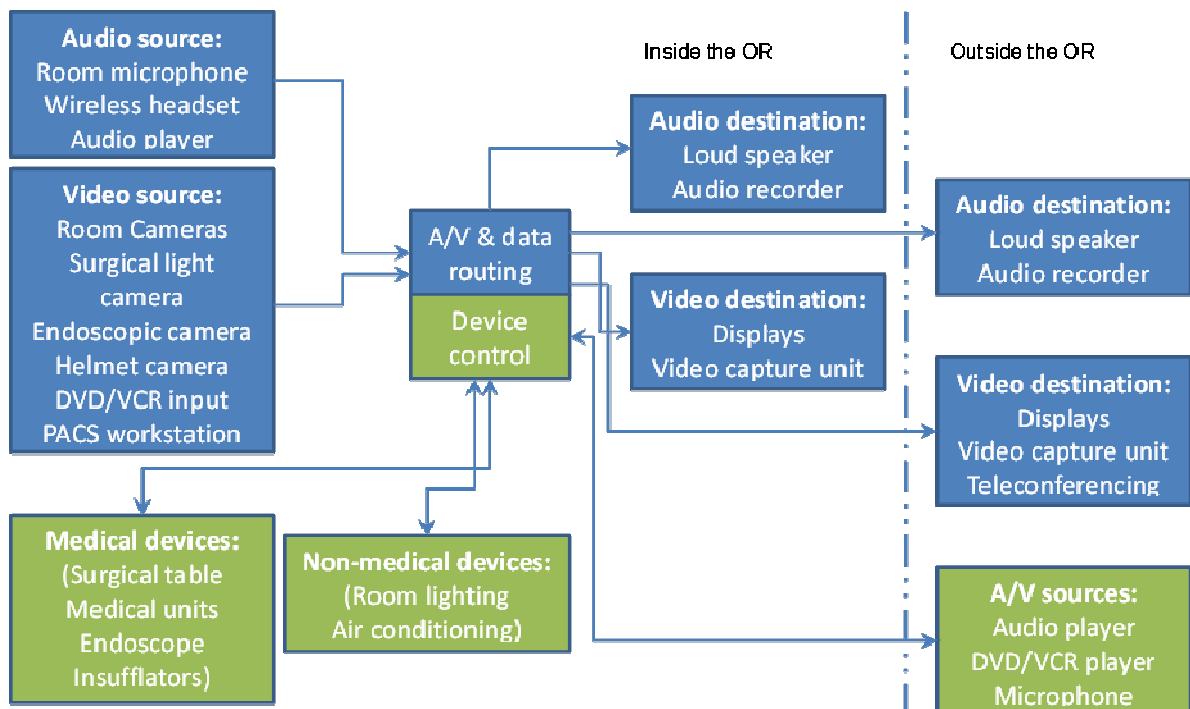 Audio source:
Room microphone
Wireless headset
Audio player
Video source:
Room Cameras
Surgical light
camera
Endoscopic camera
Helmet camera
DVD/VCR input
PACS workstation
Medical devices:
(Surgical table
Medical units
Endoscope
Insufflators)
A/V & data
routing
Device
control
Non-medical devices:
(Room lighting
Air conditioning)
Inside the OR
Audio destination:
Loud speaker
Audio recorder
Video destination:
Displays
Video capture unit
Outside the OR
Audio destination:
Loud speaker
Audio recorder
Video destination:
Displays
Video capture unit
Teleconferencing
A/V sources:
Audio player
DVD/VCR player
Microphone